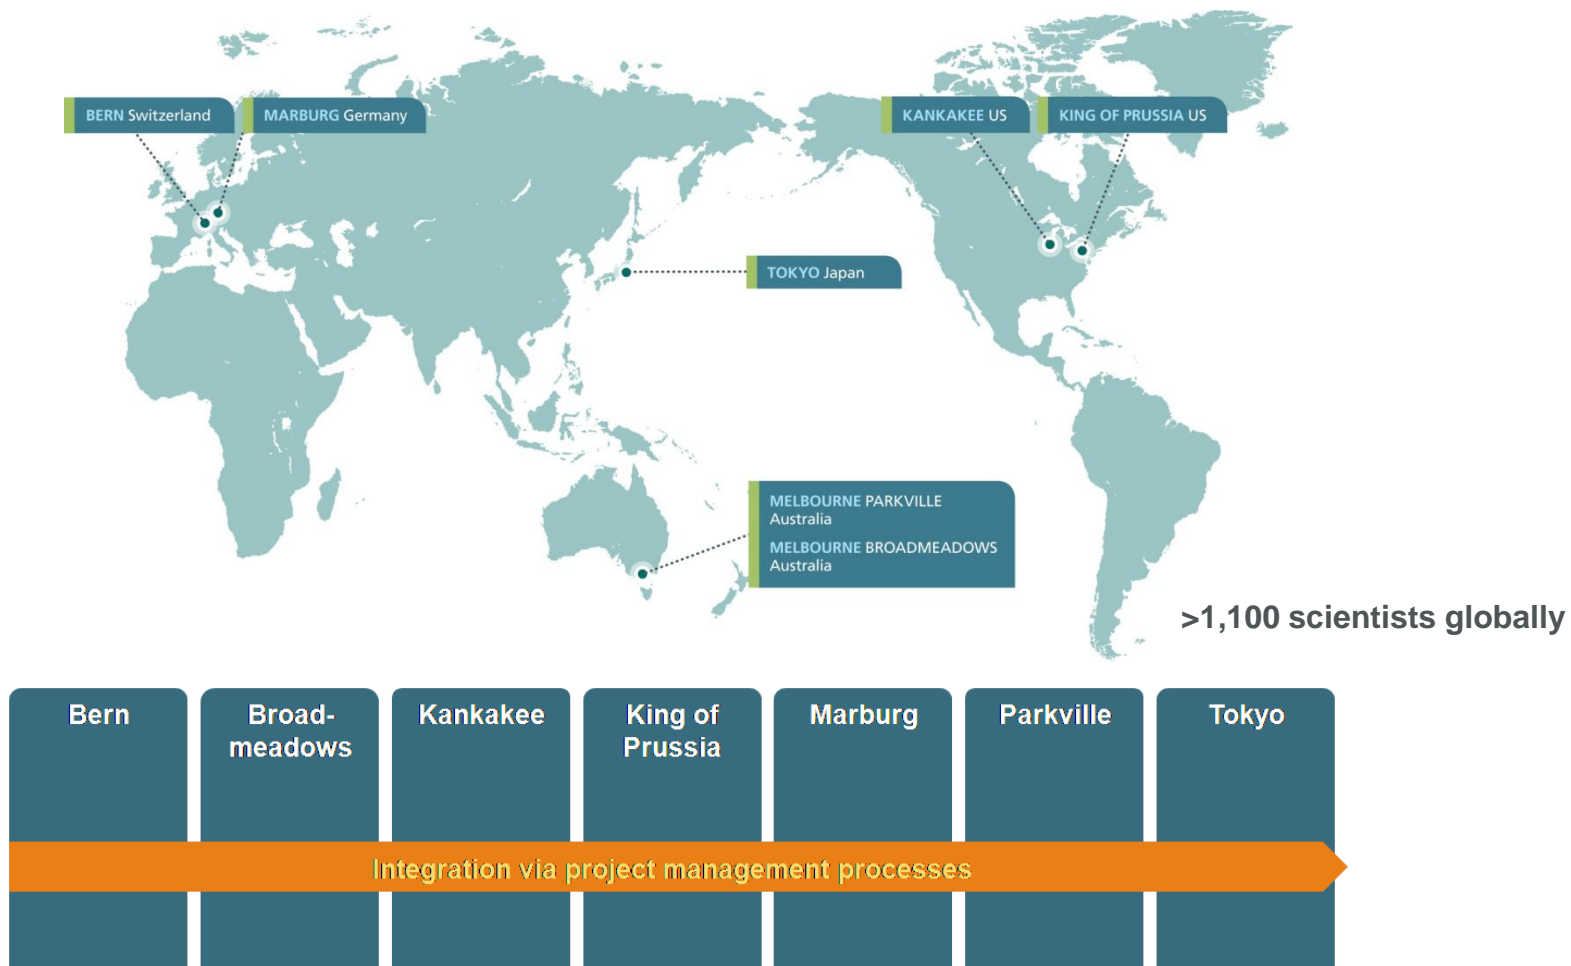 BERN Switzerland
MARBURG Germany
KANKAKEE US
KING OF PRUSSIA US
TOKYO Japan
MELBOURNE PARKVILLE
Australia
MELBOURNE BROADMEADOWS
Australia
>1,100 scientists globally
Bern
Broad-
meadows
Kankakee
King of
Prussia
Marburg
Parkville
Tokyo
Integration via project management processes